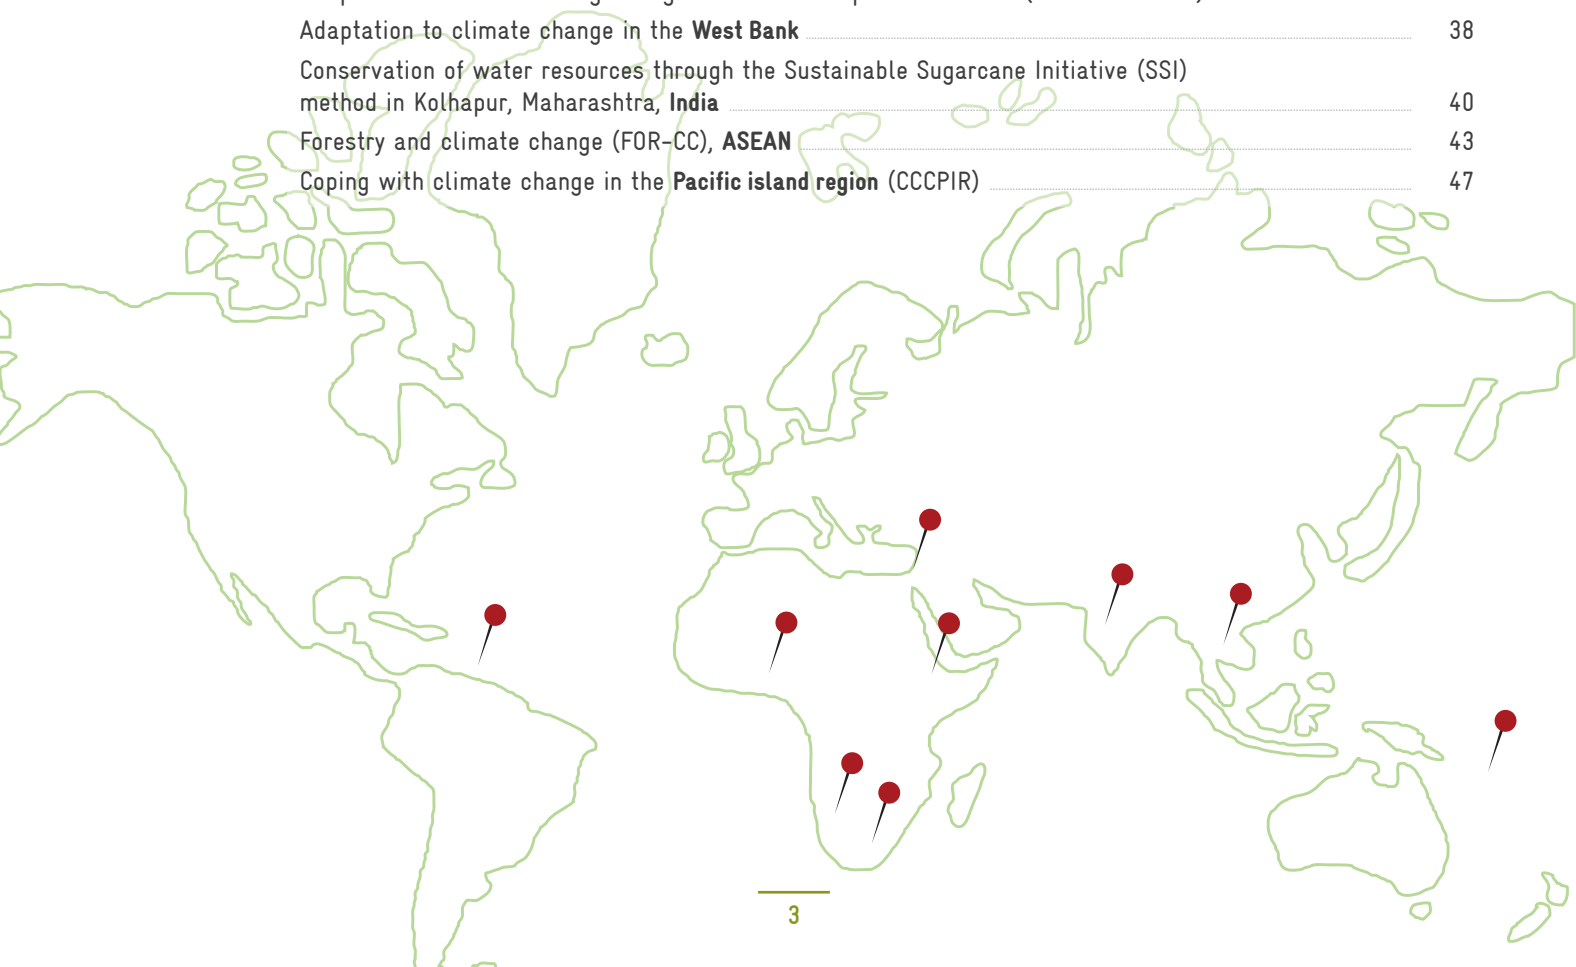 Adaptation to climate change in the West Bank 38
Conservation of water resources through the Sustainable Sugarcane Initiative (SSI)
method in Kolhapur, Maharashtra, India 40
Forestry and climate change (FOR-CC), ASEAN 43
Coping with climate change in the Pacific island region (CCCPIR) 47
3